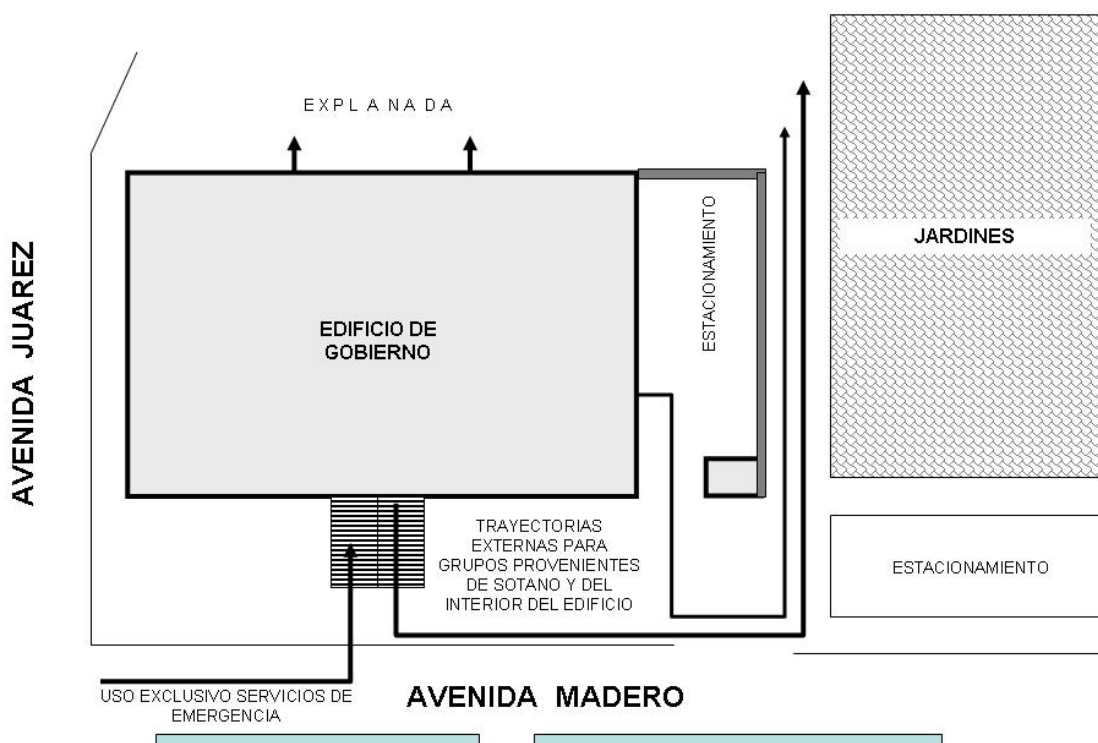 EXPLANADA
AVENIDA JUAREZ
EDIFICIO DE
GOBIERNO
ESTACIONAMIENTO
JARDINES
TRAYECTORIAS
EXTERNAS PARA
GRUPOS PROVENIENTES
DE SOTANO Y DEL
INTERIOR DEL EDIFICIO
ESTACIONAMIENTO
USO EXCLUSIVO SERVICIOS DE
EMERGENCIA
AVENIDA MADERO